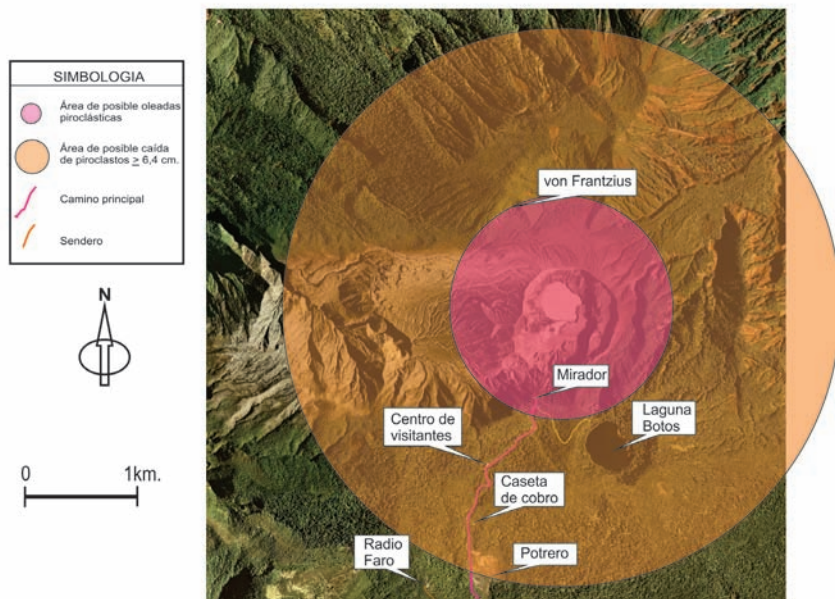 SIMBOLOGIA
Área de posible oleadas
piroclásticas
Área de posible caída
de piroclastos ≥ 6,4 cm.
Camino principal
Sendero
N
0 1km.
von Frantzius
Mirador
Laguna
Botos
Centro de
visitantes
Caseta
de cobro
Radio
Faro
Potrero